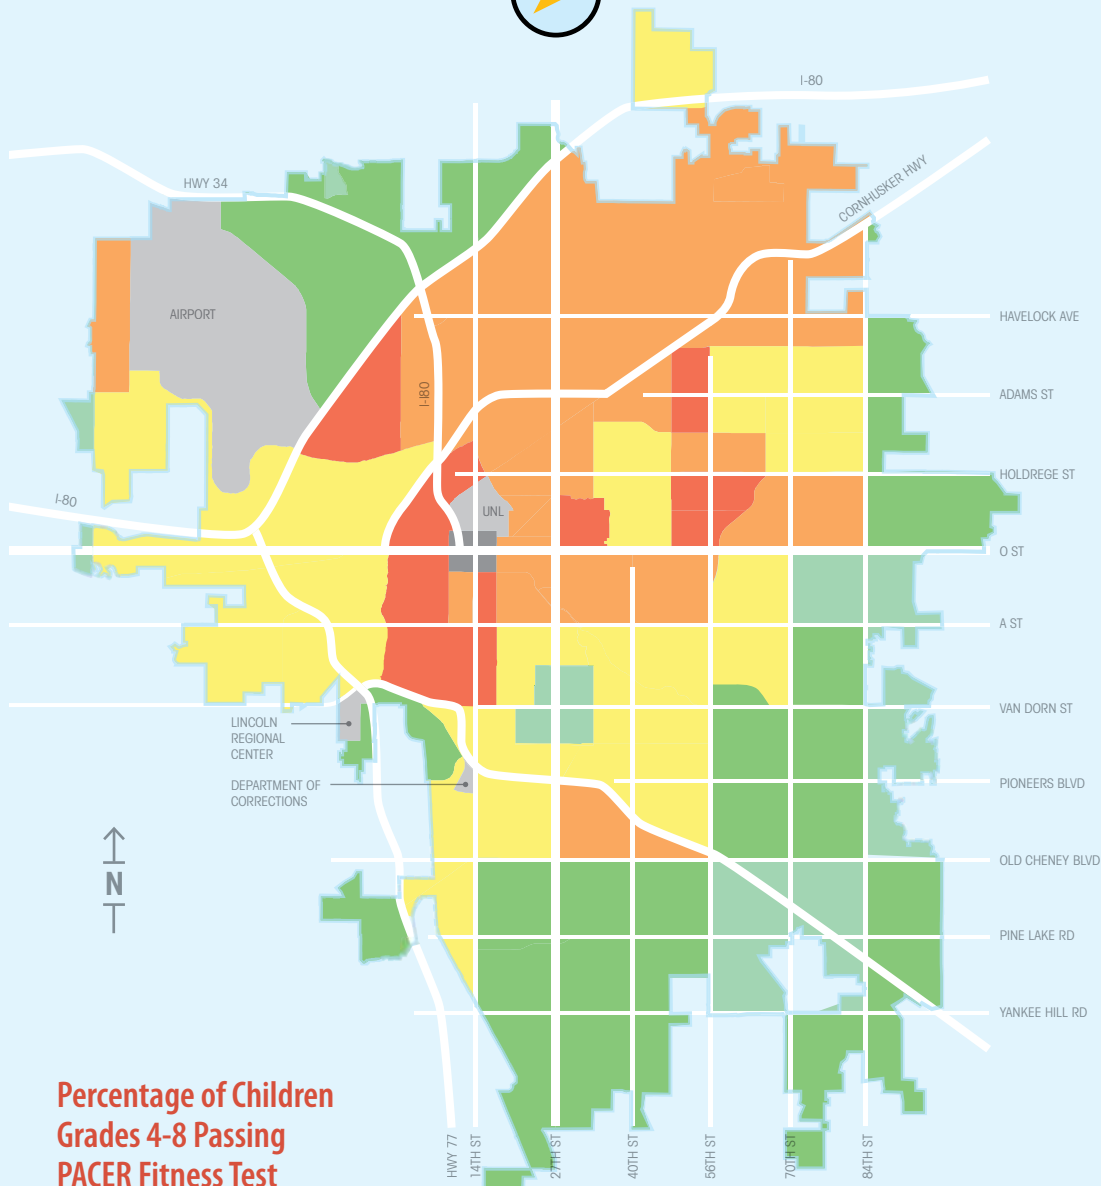 I-80
CORNHUSKER HWY
HWY 34
AIRPORT
HAVELOCK AVE
I-I80
ADAMS ST
HOLDREGE ST
I-80
UNL
O ST
A ST
VAN DORN ST
LINCOLN
REGIONAL
CENTER
DEPARTMENT OF
CORRECTIONS
PIONEERS BLVD
N
OLD CHENEY BLVD
PINE LAKE RD
YANKEE HILL RD
Percentage of Children
Grades 4-8 Passing
PACER Fitness Test
HWY 77
14TH ST
27TH ST
40TH ST
56TH ST
70TH ST
84TH ST